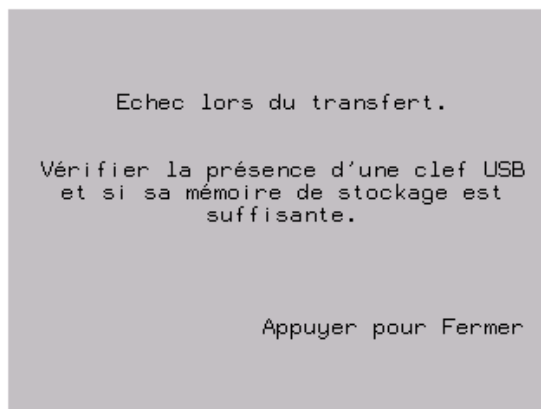 Echec lors du transfert.
Vérifier la présence d'une clef USB
et si sa mémoire de stockage est
suffisante.
Appuyer pour Fermer